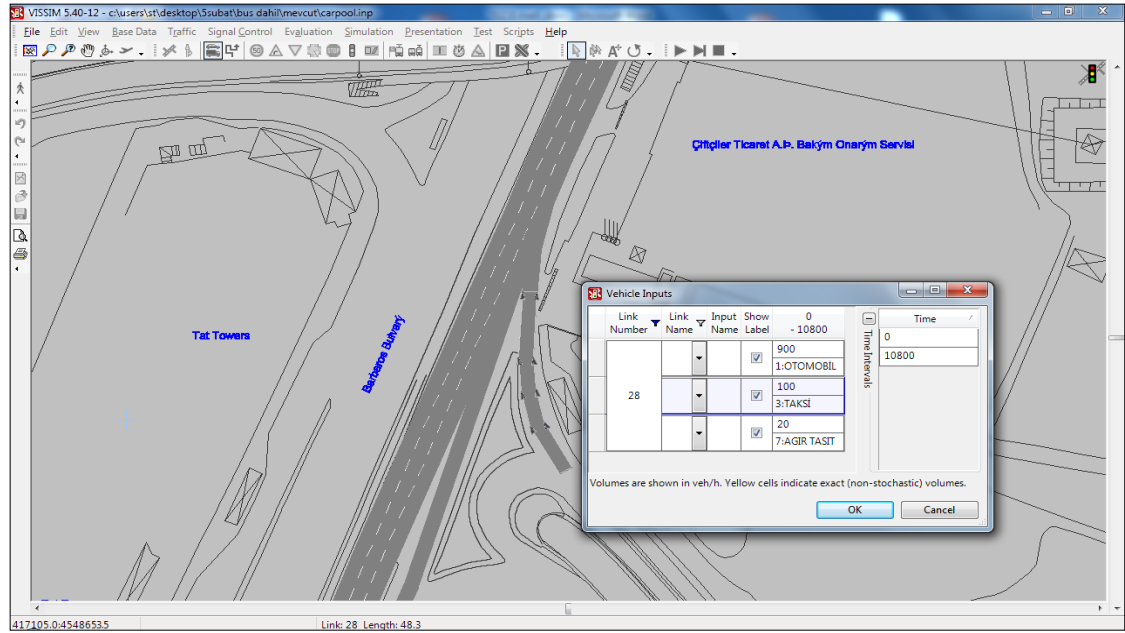 VISSIM 5.40-12 - c:\users\st\desktop\5subat\bus dahil\mevcut\carpool.inp
File Edit View Base Data Traffic Signal Control Evaluation Simulation Presentation Test Scripts Help
Çiftçiler Ticaret A.Þ. Bakým Onarým Servisi
Tat Towers
Barbaros Bulvarý
Vehicle Inputs
Link Number Link Name Input Name Show Label 0 - 10800
Time
Time Intervals
0
10800
28
900
1:OTOMOBİL
100
3:TAKSİ
20
7:AGIR TASIT
Volumes are shown in veh/h. Yellow cells indicate exact (non-stochastic) volumes.
OK Cancel
417105.0:4548653.5 Link: 28 Length: 48.3